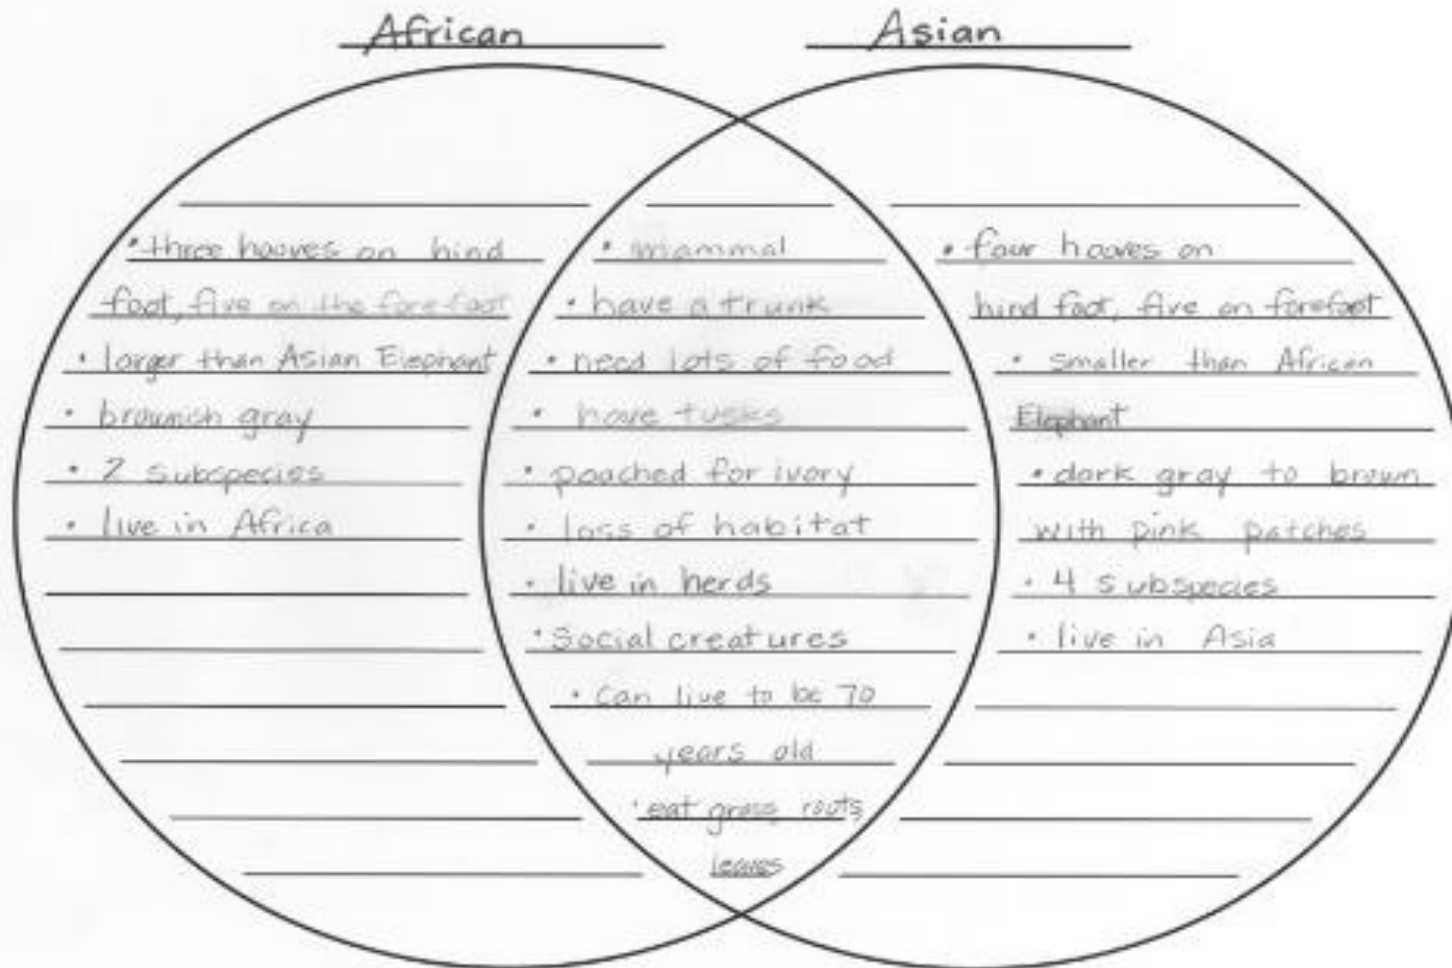 African
Asian
• three hooves on hind
foot, five on the forefoot
• larger than Asian Elephant
• brownish gray
• 2 subspecies
• live in Africa
• mammal
• have a trunk
• need lots of food
• have tusks
• poached for ivory
• loss of habitat
• live in herds
• Social creatures
• Can live to be 70
years old
• eat grass roots
leaves
• four hooves on
hind foot, five on forefoot
• smaller than African
Elephant
• dark gray to brown
with pink patches
• 4 subspecies
• live in Asia